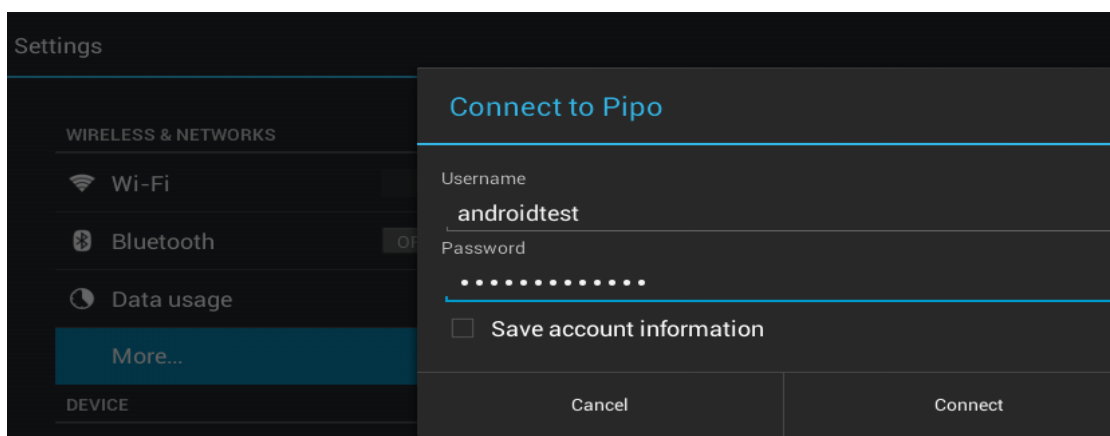 Settings
WIRELESS & NETWORKS
Wi-Fi
Bluetooth
Data usage
More...
DEVICE
Connect to Pipo
Username
androidtest
Password
•••••••••••••
Save account information
Cancel Connect